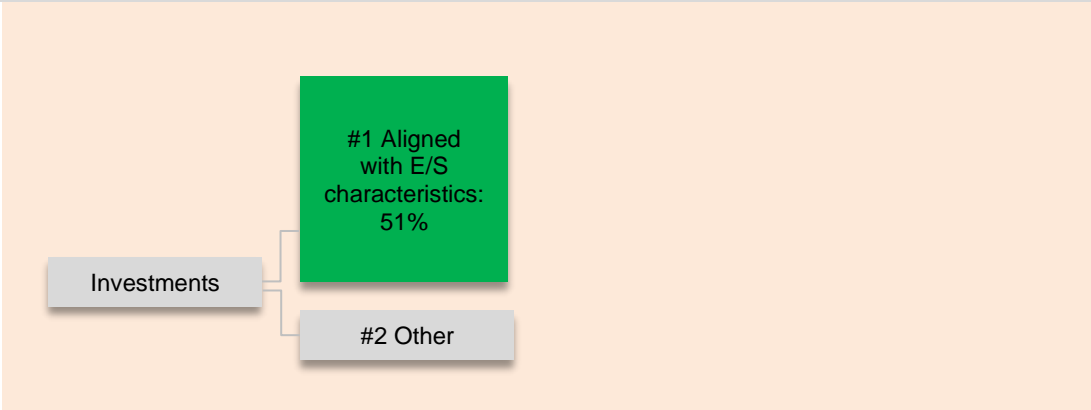 #1 Aligned
with E/S
characteristics:
51%
Investments
#2 Other